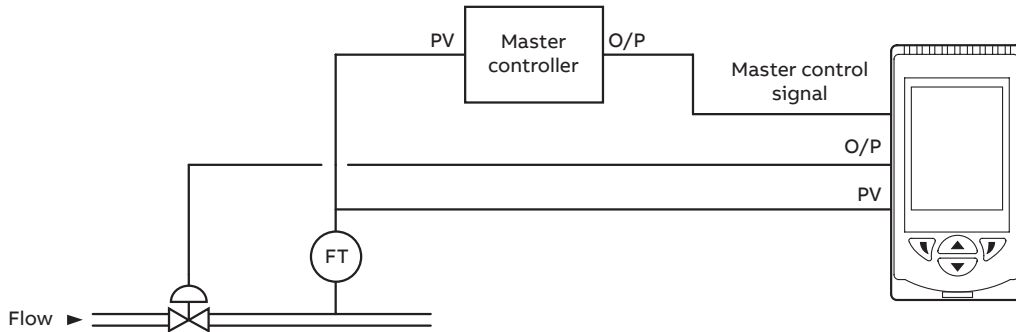 PV
Master
controller
O/P
Master control
signal
O/P
PV
FT
Flow